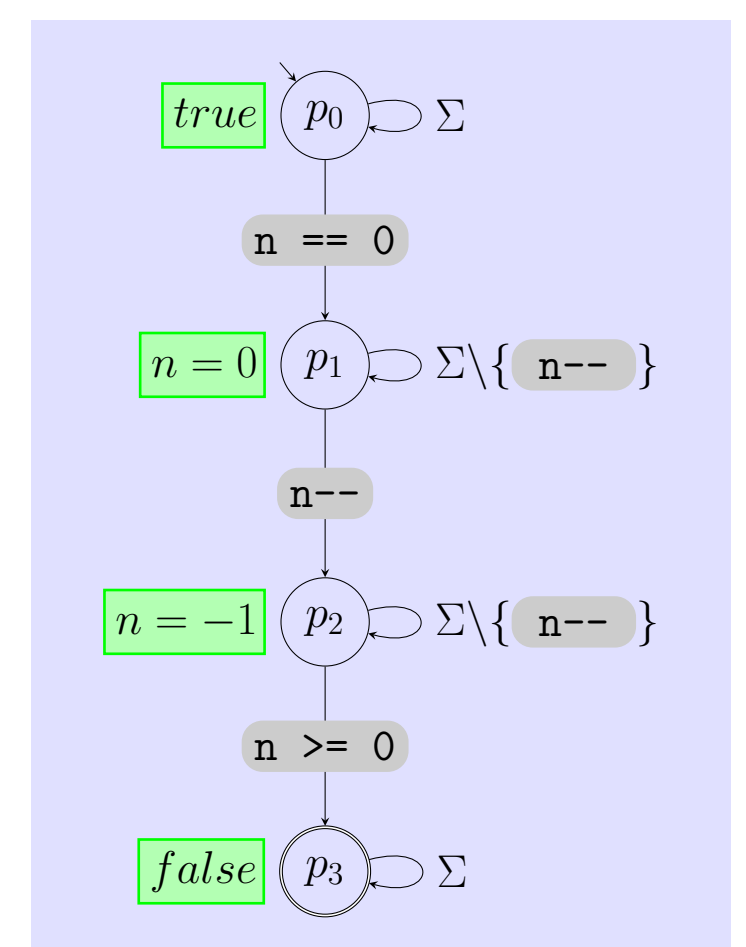 true p₀ Σ
n == 0
n = 0 p₁ Σ\{ n-- }
n--
n = −1 p₂ Σ\{ n-- }
n >= 0
false p₃ Σ